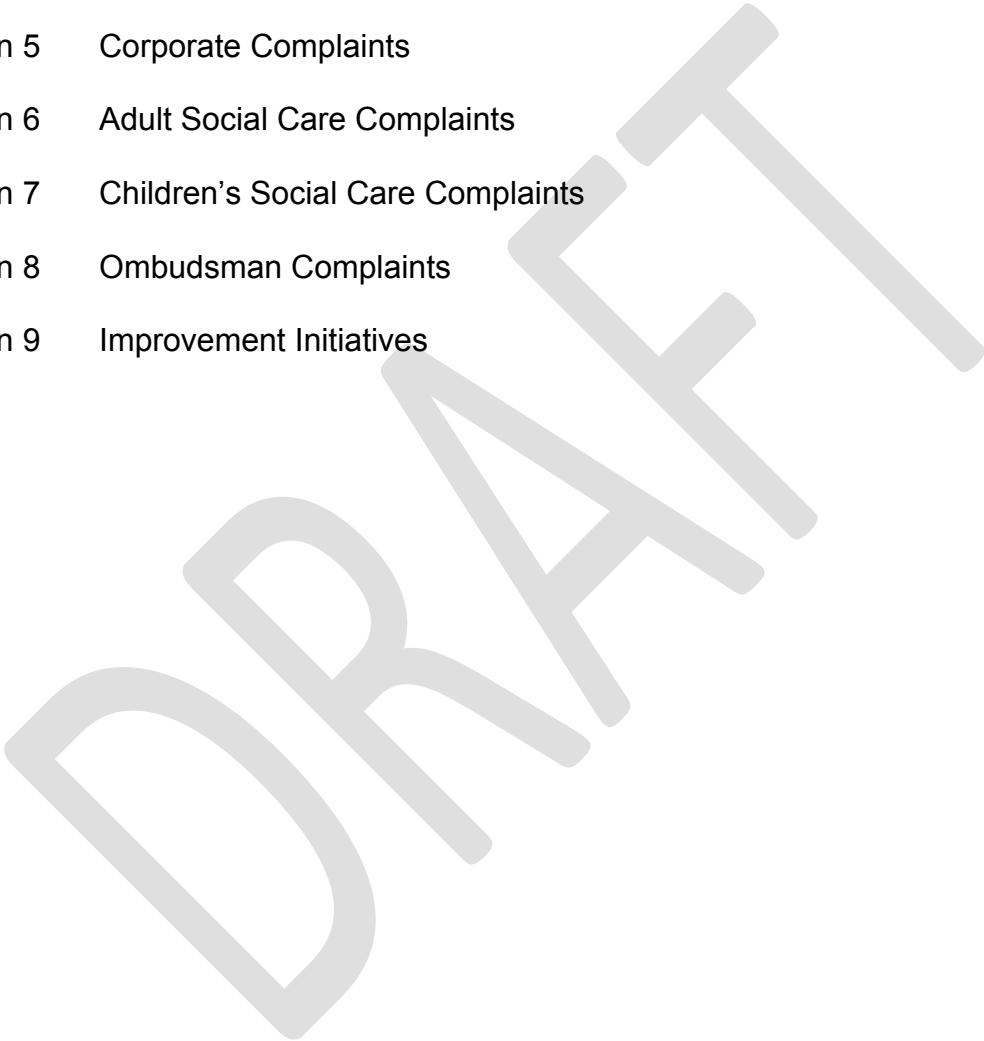 n 5 Corporate Complaints
n 6 Adult Social Care Complaints
n 7 Children’s Social Care Complaints
n 8 Ombudsman Complaints
n 9 Improvement Initiatives
DRAFT